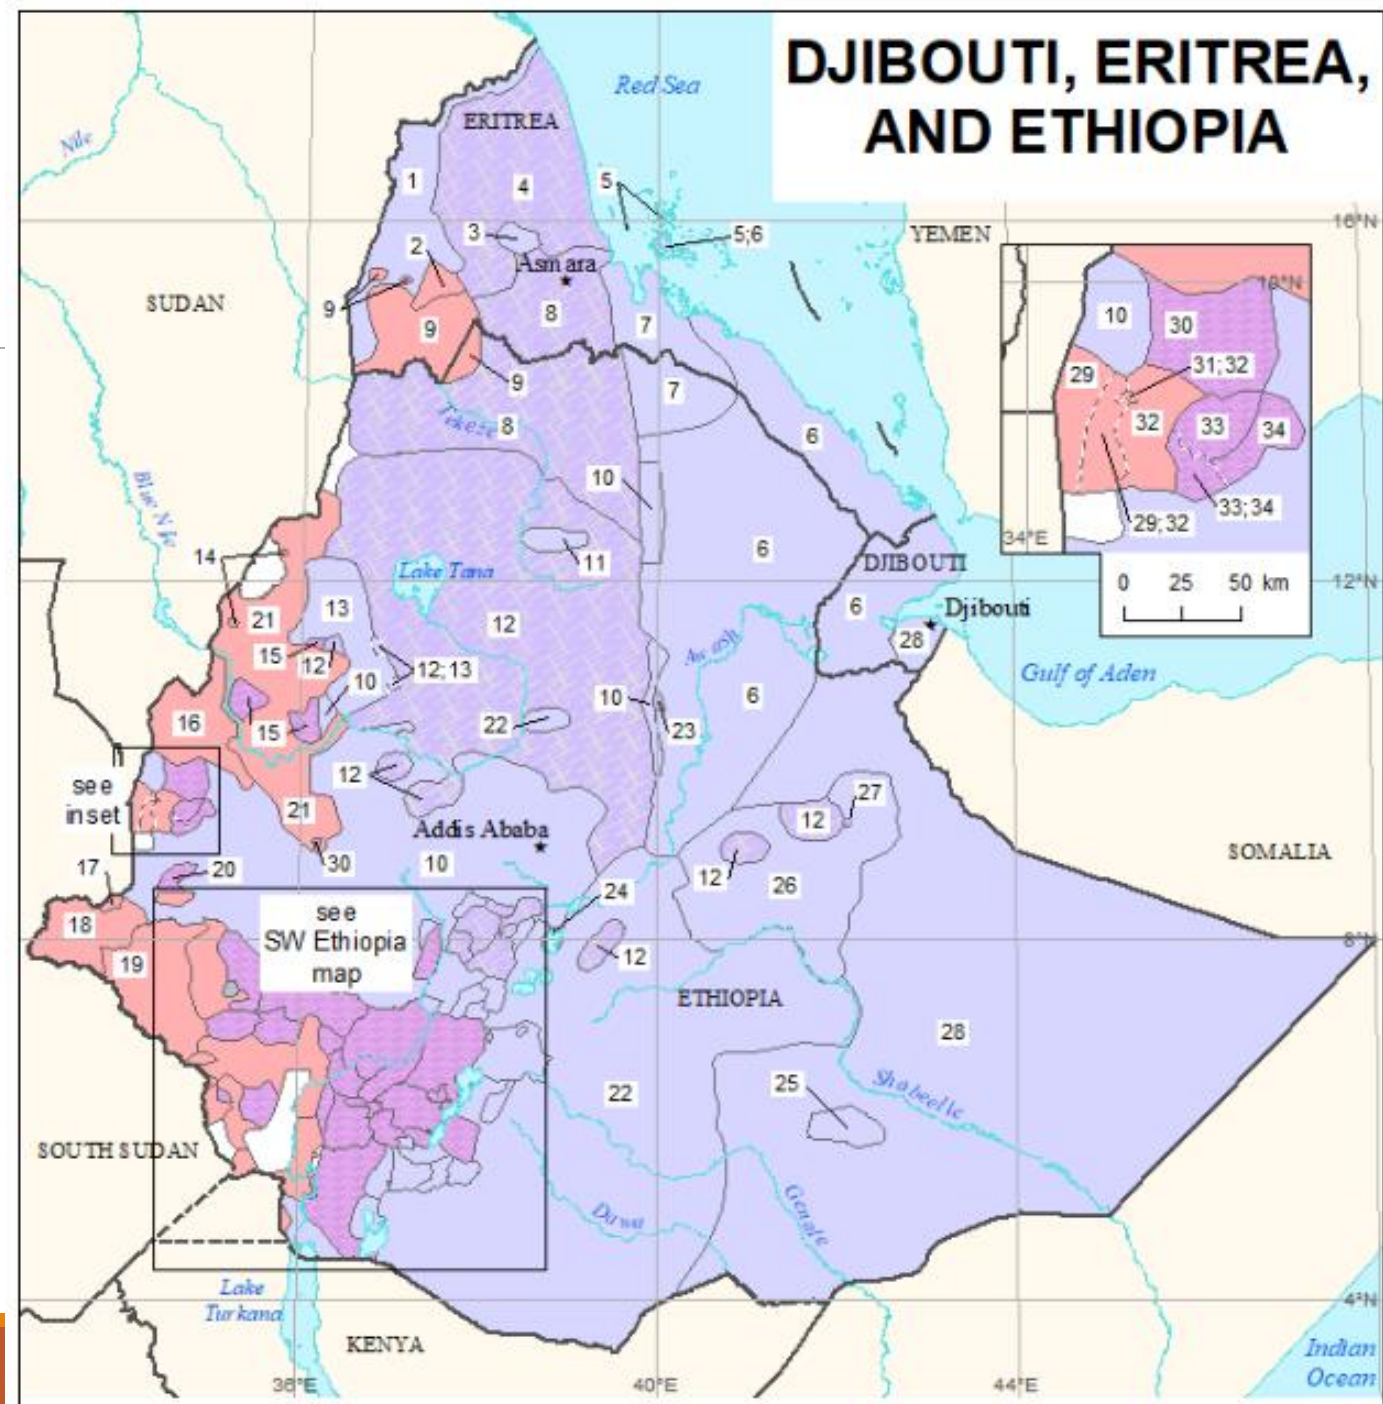 DJIBOUTI, ERITREA,
AND ETHIOPIA
Red Sea
ERITREA
Nile
1
4
5
3
5;6
YEMEN
16°N
2
Asmara
SUDAN
9
8
7
9
9
7
Tekeze
8
6
10
Blue Nile
14
11
6
Lake Tana
DJIBOUTI
12°N
13
6
Djibouti
21
12
15
12
12;13
Awash
28
10
6
Gulf of Aden
16
15
22
10
23
see
inset
12
27
21
12
Addis Ababa
SOMALIA
17
20
30
10
12
26
24
18
see
SW Ethiopia
map
8°N
19
12
ETHIOPIA
28
22
25
Shabeelle
SOUTH SUDAN
Dawa
Genale
Lake
Turkana
KENYA
4°N
Indian
Ocean
36°E
40°E
44°E
10°N
10
30
29
31;32
32
33
34
33;34
29;32
34°E
0 25 50 km